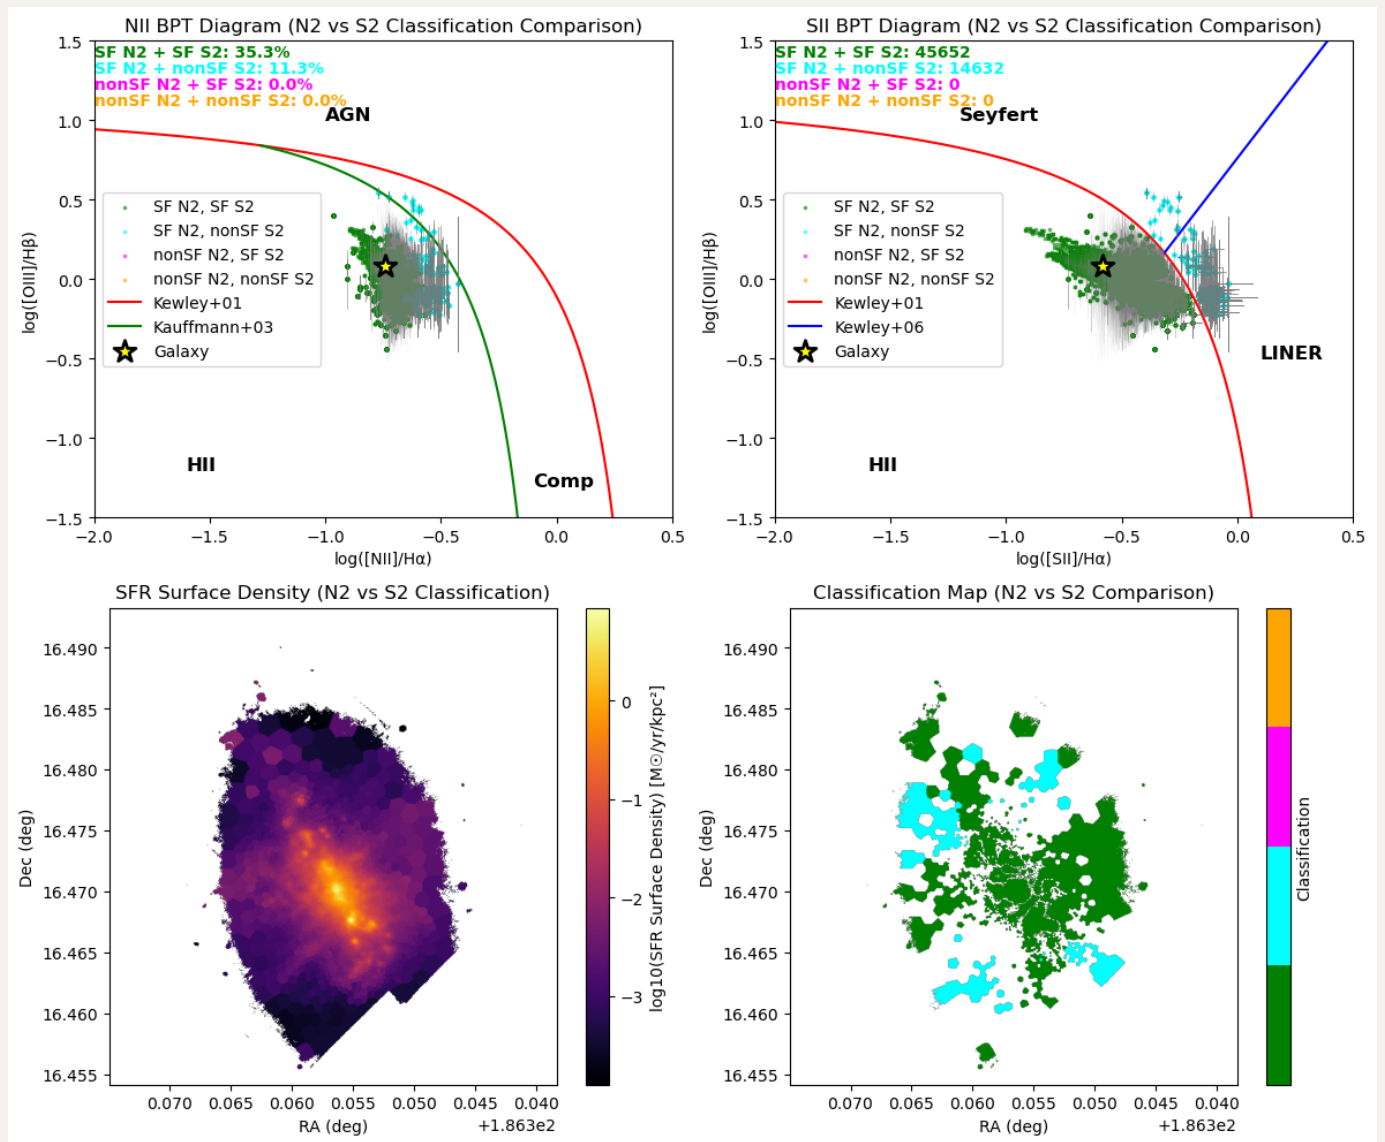 NII BPT Diagram (N2 vs S2 Classification Comparison)
SF N2 + SF S2: 35.3%
SF N2 + nonSF S2: 11.3%
nonSF N2 + SF S2: 0.0%
nonSF N2 + nonSF S2: 0.0%
AGN
SF N2, SF S2
SF N2, nonSF S2
nonSF N2, SF S2
nonSF N2, nonSF S2
Kewley+01
Kauffmann+03
Galaxy
HII
Comp
1.5
1.0
0.5
0.0
−0.5
−1.0
−1.5
log([OIII]/Hβ)
−2.0 −1.5 −1.0 −0.5 0.0 0.5
log([NII]/Hα)
SII BPT Diagram (N2 vs S2 Classification Comparison)
SF N2 + SF S2: 45652
SF N2 + nonSF S2: 14632
nonSF N2 + SF S2: 0
nonSF N2 + nonSF S2: 0
Seyfert
SF N2, SF S2
SF N2, nonSF S2
nonSF N2, SF S2
nonSF N2, nonSF S2
Kewley+01
Kewley+06
Galaxy
LINER
HII
1.5
1.0
0.5
0.0
−0.5
−1.0
−1.5
log([OIII]/Hβ)
−2.0 −1.5 −1.0 −0.5 0.0 0.5
log([SII]/Hα)
SFR Surface Density (N2 vs S2 Classification)
16.490
16.485
16.480
16.475
16.470
16.465
16.460
16.455
Dec (deg)
0.070 0.065 0.060 0.055 0.050 0.045 0.040
RA (deg)
+1.863e2
0
−1
−2
−3
log10(SFR Surface Density) [M☉/yr/kpc²]
Classification Map (N2 vs S2 Comparison)
16.490
16.485
16.480
16.475
16.470
16.465
16.460
16.455
Dec (deg)
0.070 0.065 0.060 0.055 0.050 0.045 0.040
RA (deg)
+1.863e2
Classification